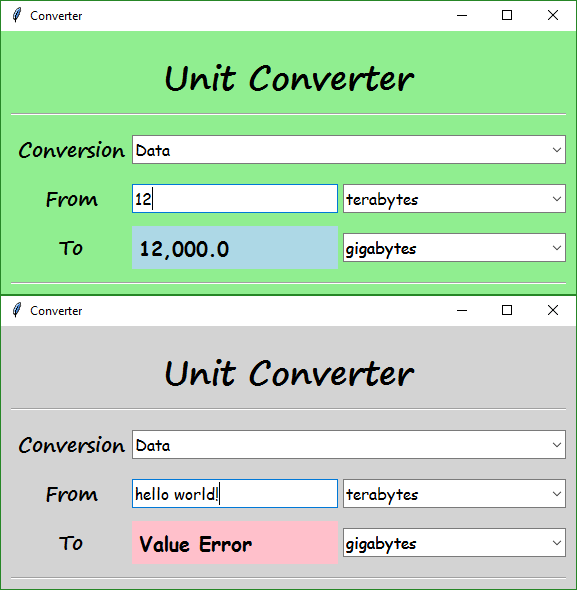 Converter
Unit Converter
Conversion Data
From 12 terabytes
To 12,000.0 gigabytes
Converter
Unit Converter
Conversion Data
From hello world! terabytes
To Value Error gigabytes